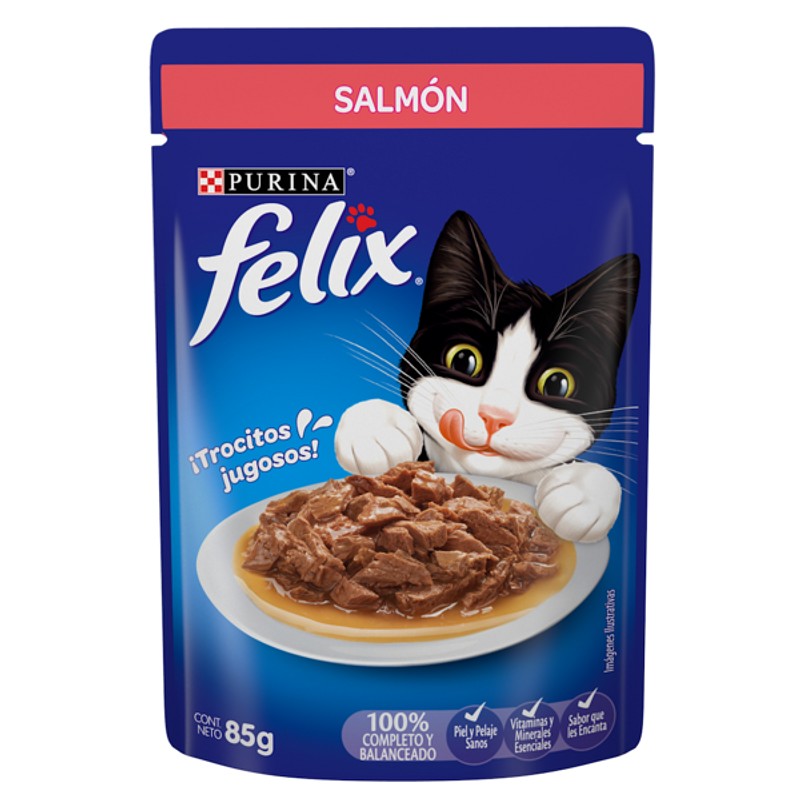 SALMÓN
PURINA®
felix®
¡Trocitos
jugosos!
Imágenes Ilustrativas
CONT.
NETO 85g
100%
COMPLETO Y
BALANCEADO
Piel y Pelaje
Sanos
Vitaminas y
Minerales
Esenciales
Sabor que
les Encanta